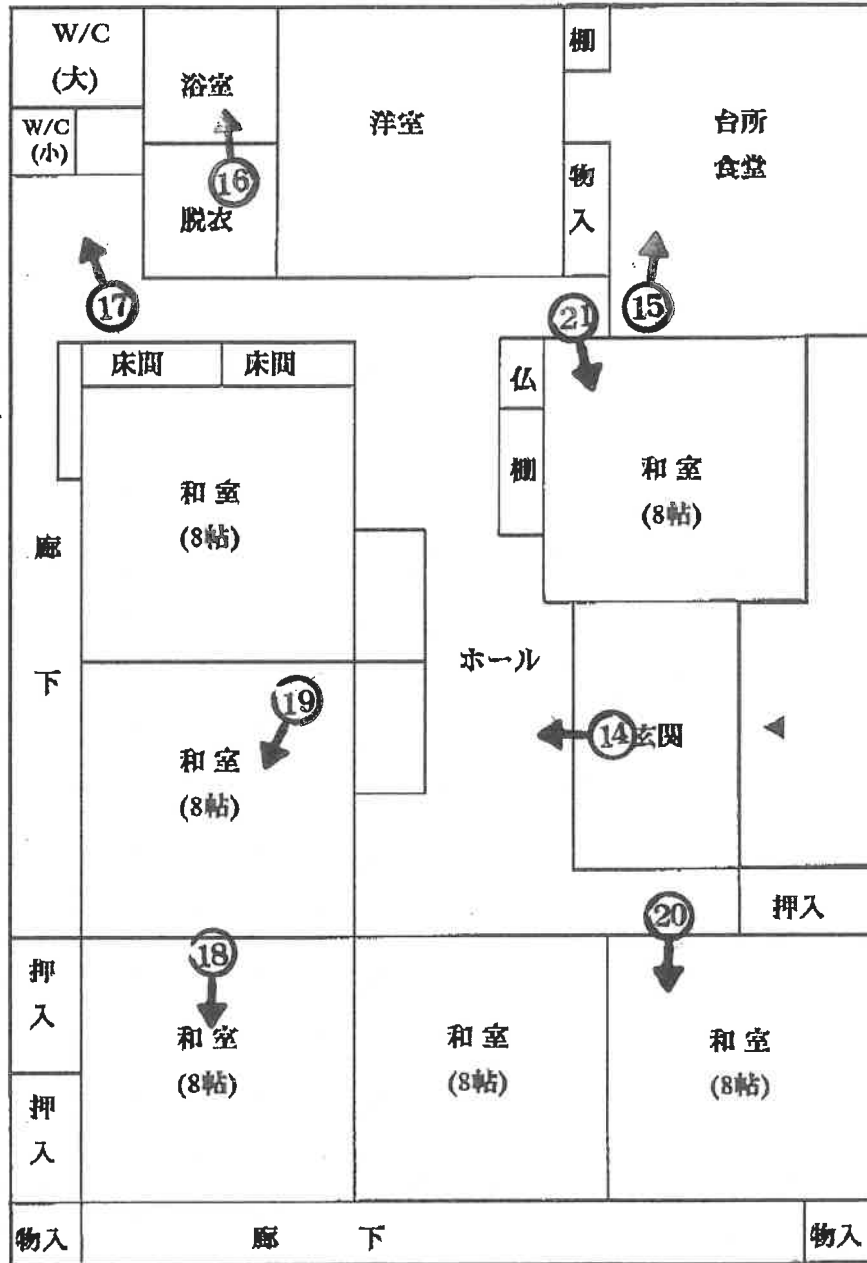 W/C
(大)
浴室
洋室
棚
台所
食堂
W/C
(小)
物
入
⑯
脱衣
⑰
㉑
⑮
床間
床間
仏
棚
和室
(8帖)
和室
(8帖)
廊
下
ホール
⑲
⑭
玄関
和室
(8帖)
押入
⑳
⑱
押
入
和室
(8帖)
和室
(8帖)
和室
(8帖)
押
入
物入
廊下
物入